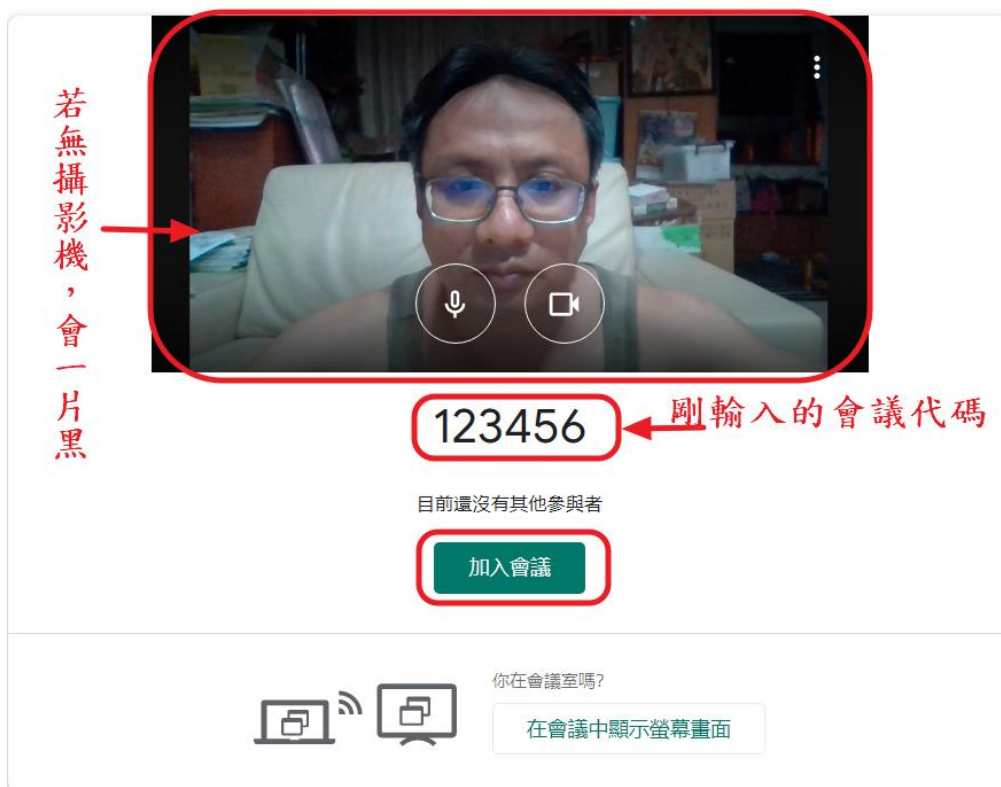 若無攝影機，會一片黑
123456
剛輸入的會議代碼
目前還沒有其他參與者
加入會議
你在會議室嗎?
在會議中顯示螢幕畫面